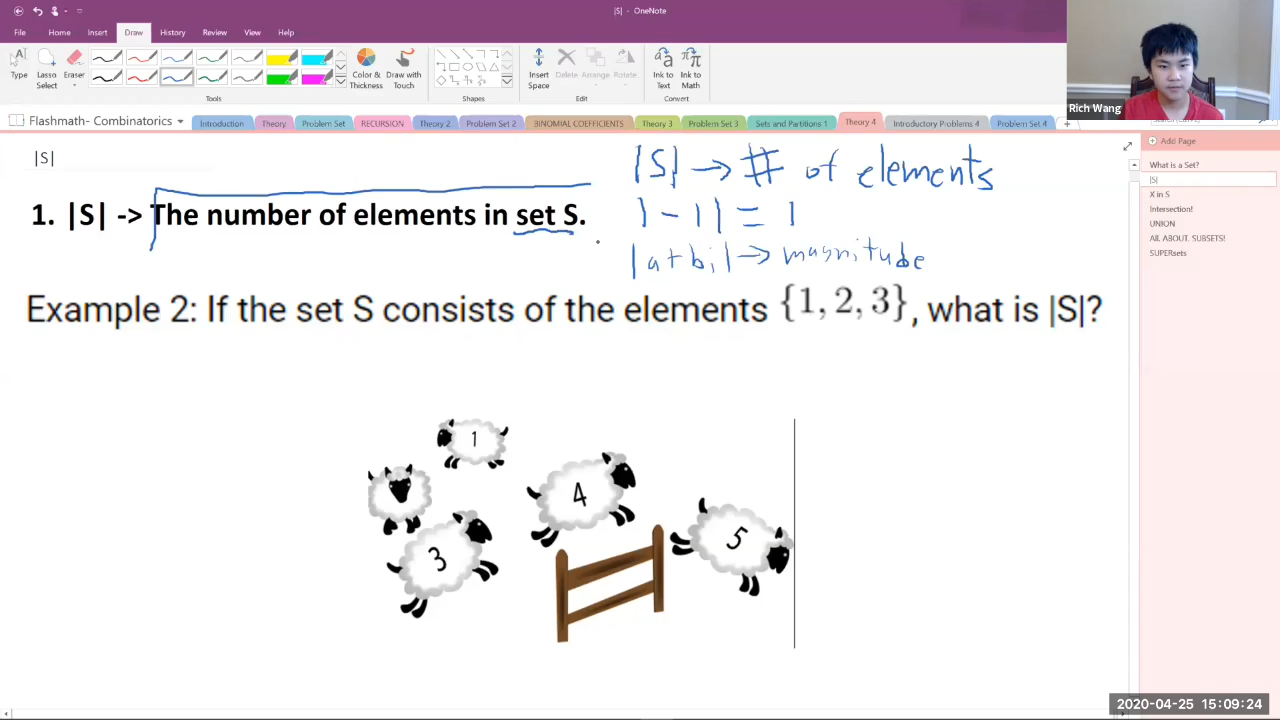 |S| - OneNote
File Home Insert Draw History Review View Help
Type
Lasso Select
Eraser
Color & Thickness
Draw with Touch
Insert Space
Delete
Arrange
Rotate
Ink to Text
Ink to Math
Tools
Shapes
Edit
Convert
Rich Wang
Flashmath- Combinatorics
Introduction Theory Problem Set RECURSION Theory 2 Problem Set 2 BINOMIAL COEFFICIENTS Theory 3 Problem Set 3 Sets and Partitions 1 Theory 4 Introductory Problems 4 Problem Set 4
Add Page
What is a Set?
|S|
X in S
Intersection!
UNION
All. ABOUT. SUBSETS!
SUPERsets
|S|
|S| → # of elements
1. |S| -> The number of elements in set S.
|-1| = 1
|a+bi| → magnitude
Example 2: If the set S consists of the elements {1, 2, 3}, what is |S|?
1
4
3
5
2020-04-25 15:09:24